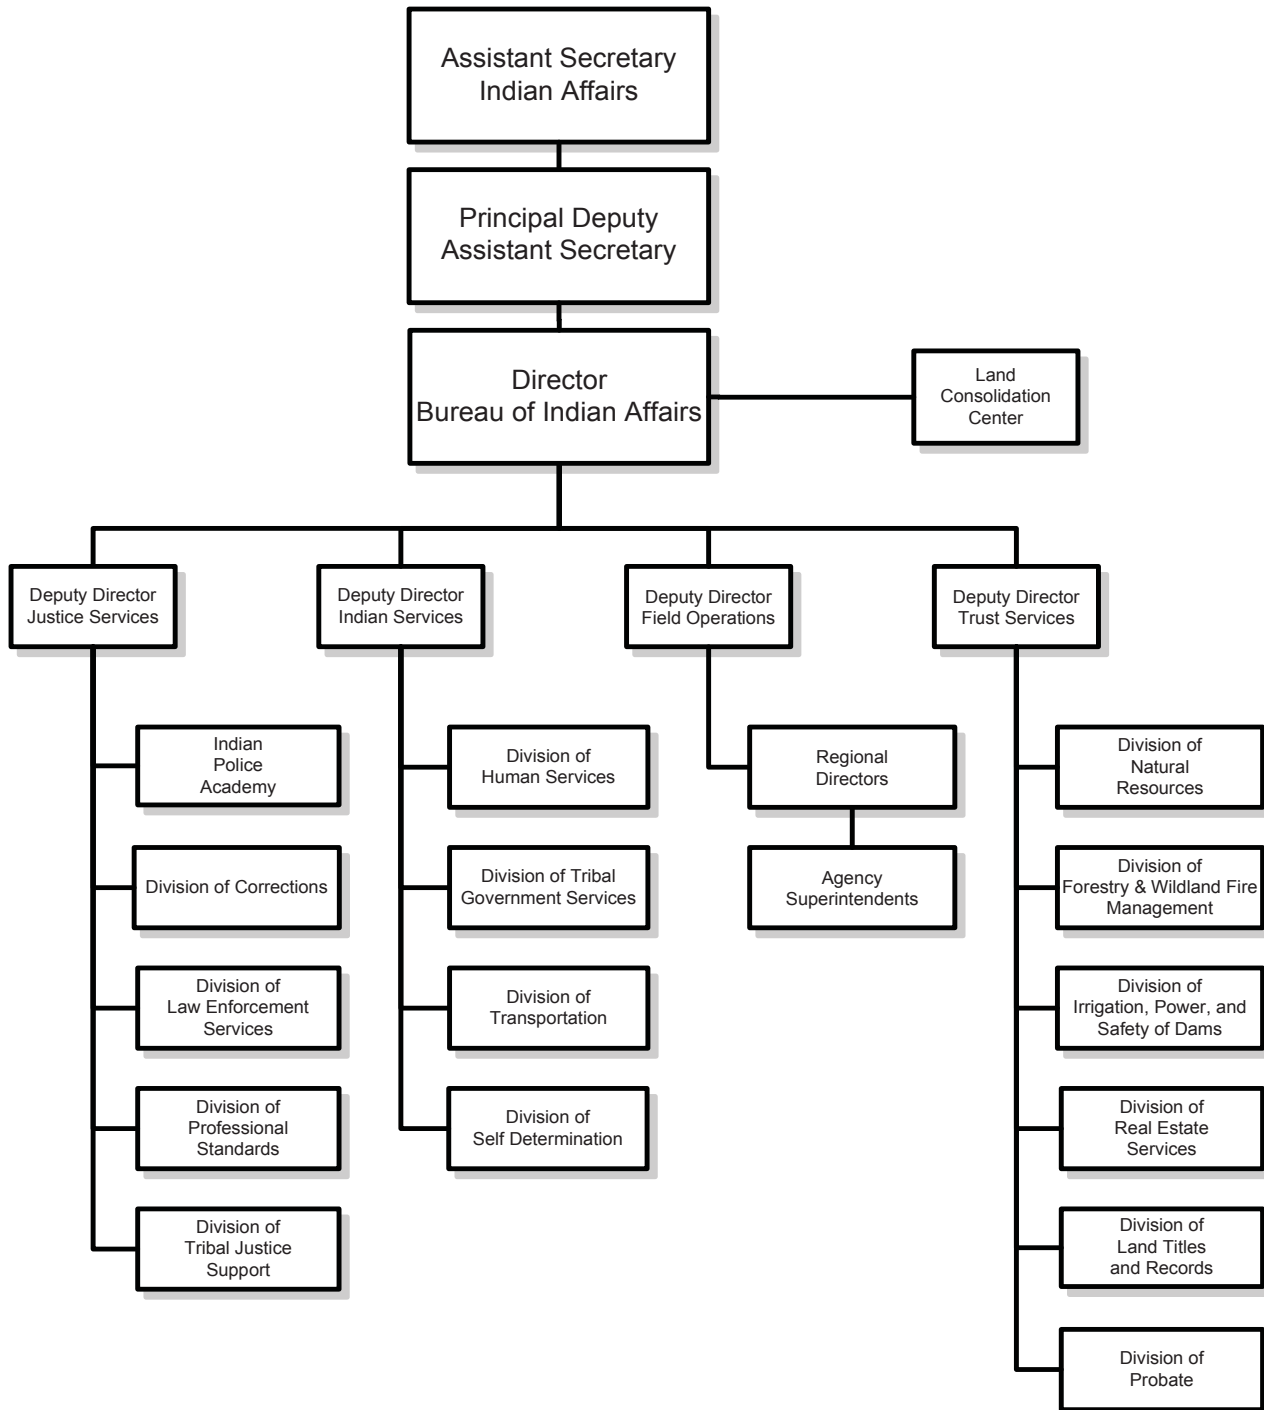 Assistant Secretary
Indian Affairs
Principal Deputy
Assistant Secretary
Director
Bureau of Indian Affairs
Land
Consolidation
Center
Deputy Director
Justice Services
Deputy Director
Indian Services
Deputy Director
Field Operations
Deputy Director
Trust Services
Indian
Police
Academy
Division of Corrections
Division of
Law Enforcement
Services
Division of
Professional
Standards
Division of
Tribal Justice
Support
Division of
Human Services
Division of Tribal
Government Services
Division of
Transportation
Division of
Self Determination
Regional
Directors
Agency
Superintendents
Division of
Natural
Resources
Division of
Forestry & Wildland Fire
Management
Division of
Irrigation, Power, and
Safety of Dams
Division of
Real Estate
Services
Division of
Land Titles
and Records
Division of
Probate